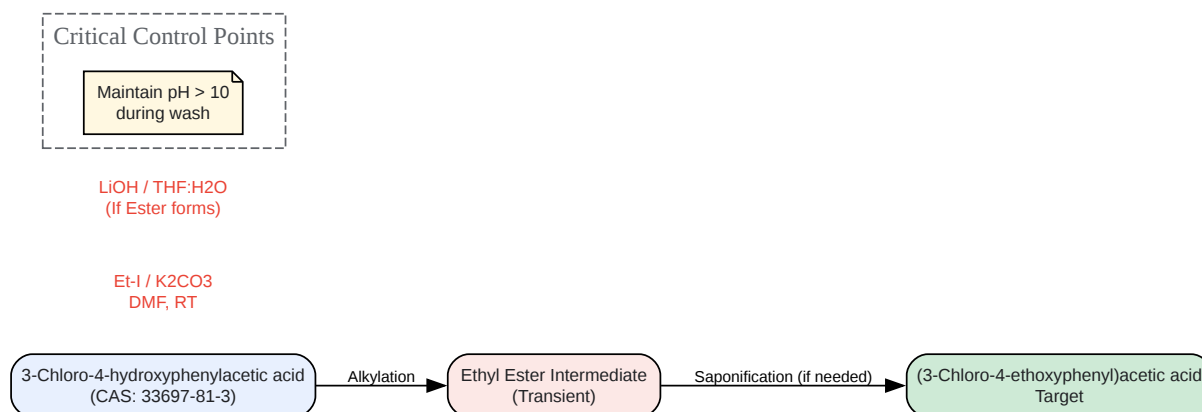 Critical Control Points
Maintain pH > 10
during wash
LiOH / THF:H2O
(If Ester forms)
Et-I / K2CO3
DMF, RT
3-Chloro-4-hydroxyphenylacetic acid
(CAS: 33697-81-3)
Alkylation
Ethyl Ester Intermediate
(Transient)
Saponification (if needed)
(3-Chloro-4-ethoxyphenyl)acetic acid
Target